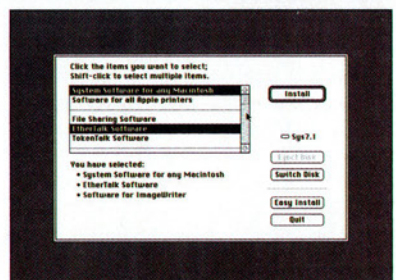 Click the items you want to select;
Shift-click to select multiple items.
System Software for any Macintosh
Software for all Apple printers
File Sharing Software
EtherTalk Software
TokenTalk Software
You have selected:
• System Software for any Macintosh
• EtherTalk Software
• Software for ImageWriter
Install
Sys7.1
Eject Disk
Switch Disk
Easy Install
Quit